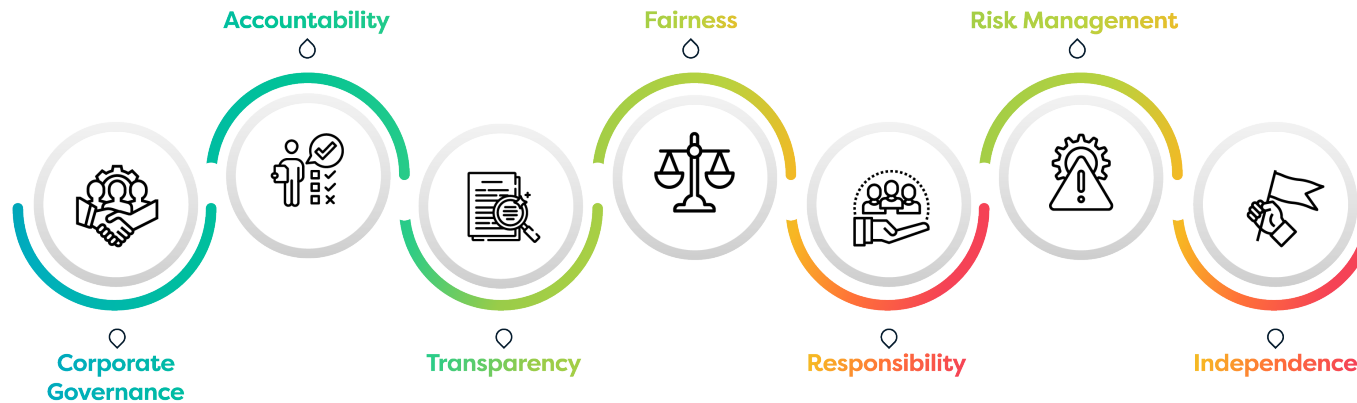 Accountability
Fairness
Risk Management
Corporate
Governance
Transparency
Responsibility
Independence